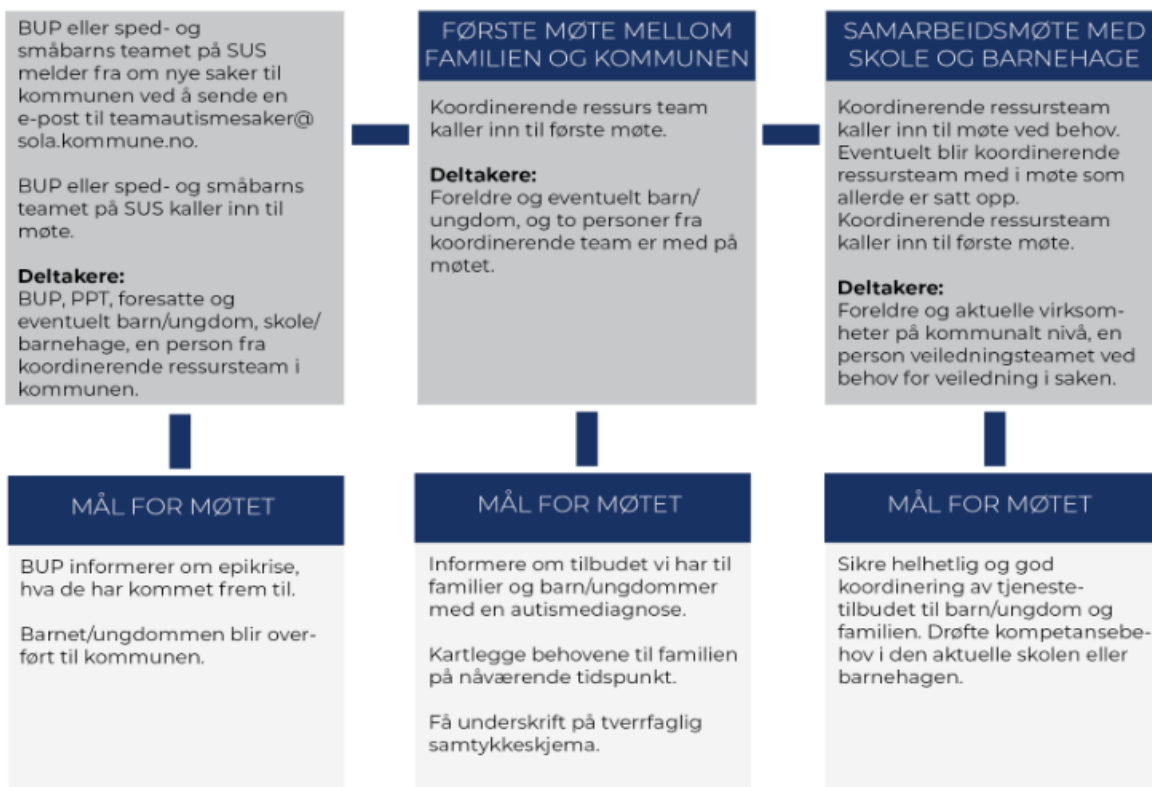 BUP eller sped- og
småbarns teamet på SUS
melder fra om nye saker til
kommunen ved å sende en
e-post til teamautismesaker@
sola.kommune.no.
BUP eller sped- og småbarns
teamet på SUS kaller inn til
møte.
Deltakere:
BUP, PPT, foresatte og
eventuelt barn/ungdom, skole/
barnehage, en person fra
koordinerende ressursteam i
kommunen.
FØRSTE MØTE MELLOM
FAMILIEN OG KOMMUNEN
Koordinerende ressurs team
kaller inn til første møte.
Deltakere:
Foreldre og eventuelt barn/
ungdom, og to personer fra
koordinerende team er med på
møtet.
SAMARBEIDSMØTE MED
SKOLE OG BARNEHAGE
Koordinerende ressursteam
kaller inn til møte ved behov.
Eventuelt blir koordinerende
ressursteam med i møte som
allerde er satt opp.
Koordinerende ressursteam
kaller inn til første møte.
Deltakere:
Foreldre og aktuelle virksom-
heter på kommunalt nivå, en
person veiledningsteamet ved
behov for veiledning i saken.
MÅL FOR MØTET
BUP informerer om epikrise,
hva de har kommet frem til.
Barnet/ungdommen blir over-
ført til kommunen.
MÅL FOR MØTET
Informere om tilbudet vi har til
familier og barn/ungdommer
med en autismediagnose.
Kartlegge behovene til familien
på nåværende tidspunkt.
Få underskrift på tverrfaglig
samtykkeskjema.
MÅL FOR MØTET
Sikre helhetlig og god
koordinering av tjeneste-
tilbudet til barn/ungdom og
familien. Drøfte kompetansebe-
hov i den aktuelle skolen eller
barnehagen.